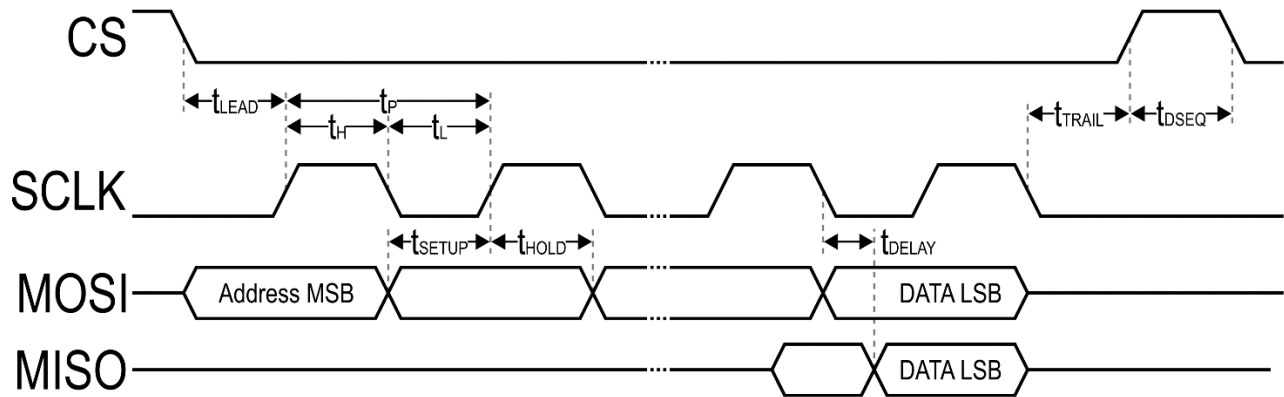 CS
tLEAD tP
tH tL
tTRAIL tDSEQ
SCLK
tSETUP tHOLD tDELAY
MOSI Address MSB DATA LSB
MISO DATA LSB